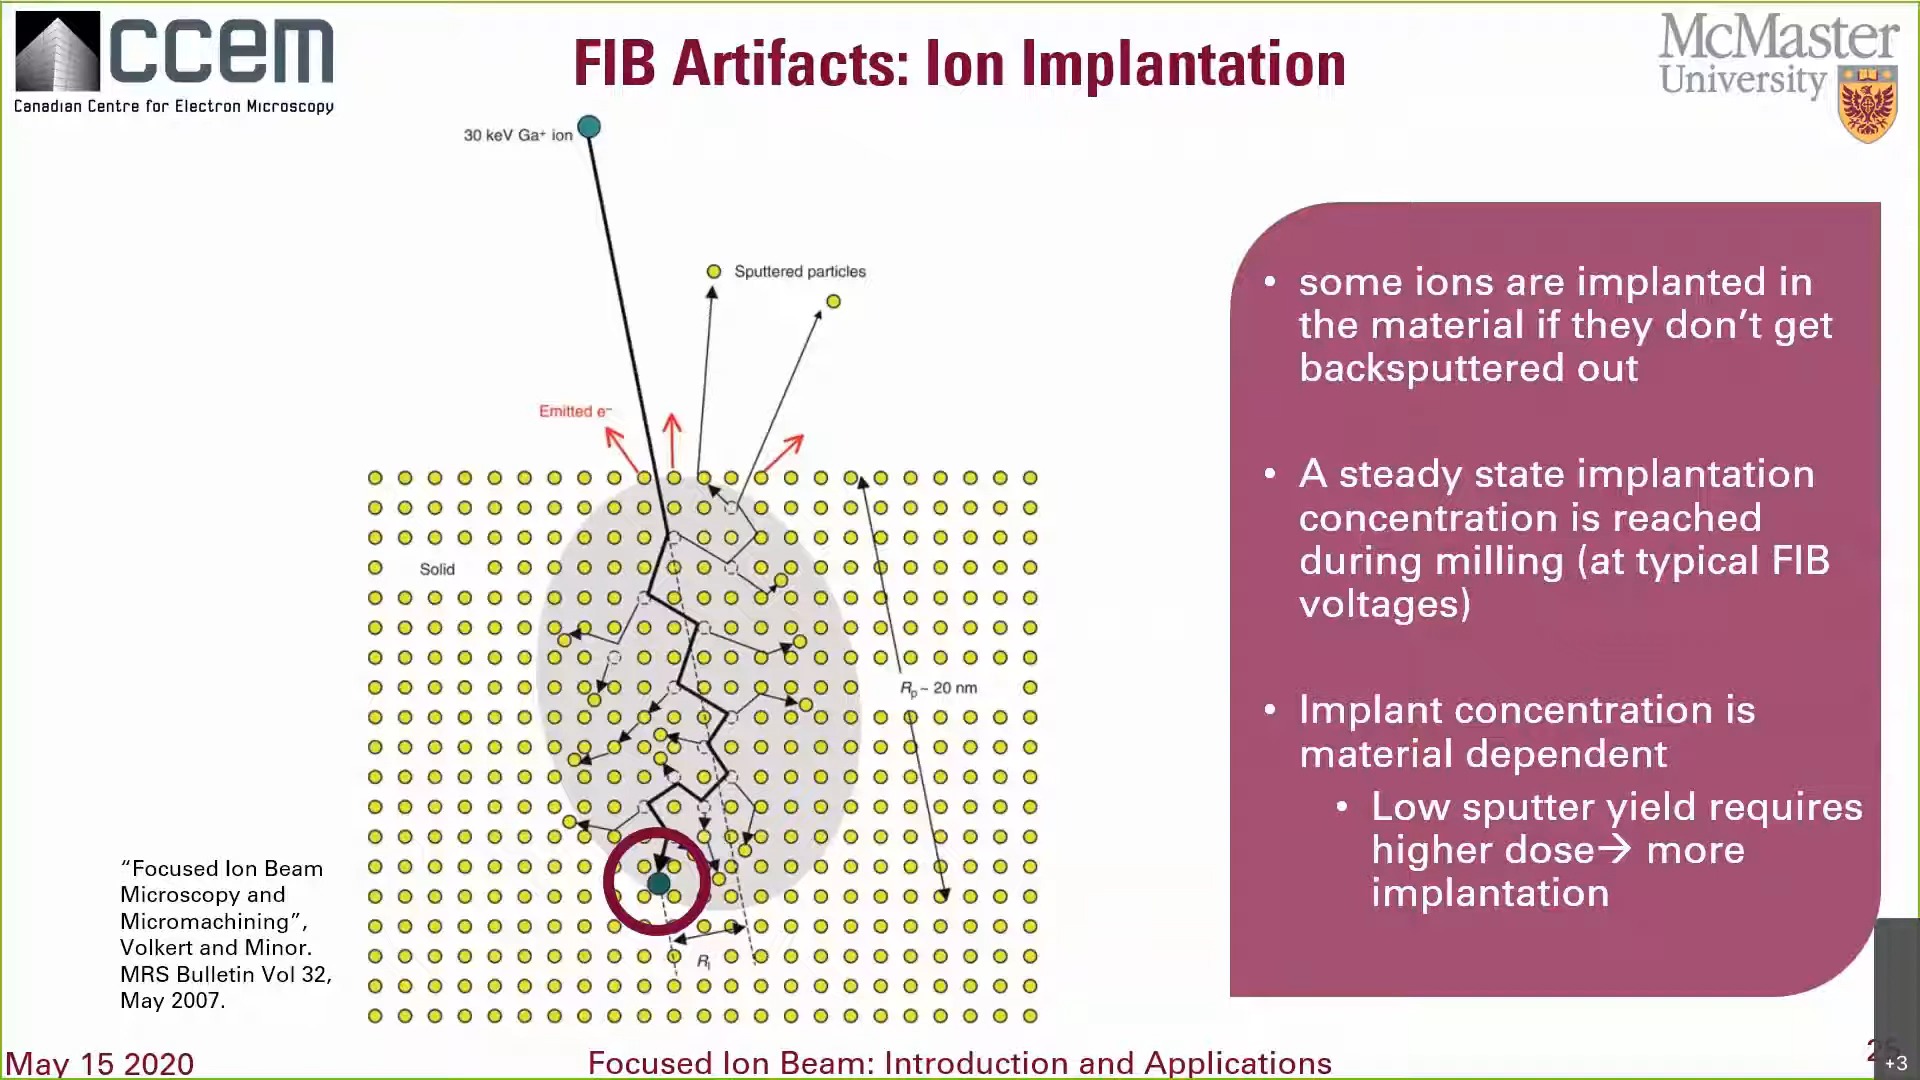 ccem
Canadian Centre for Electron Microscopy
FIB Artifacts: Ion Implantation
McMaster
University
30 keV Ga⁺ ion
Sputtered particles
Emitted e⁻
Solid
Rₚ ~ 20 nm
Rₗ
• some ions are implanted in
the material if they don’t get
backsputtered out
• A steady state implantation
concentration is reached
during milling (at typical FIB
voltages)
• Implant concentration is
material dependent
• Low sputter yield requires
higher dose→ more
implantation
“Focused Ion Beam
Microscopy and
Micromachining”,
Volkert and Minor.
MRS Bulletin Vol 32,
May 2007.
May 15 2020
Focused Ion Beam: Introduction and Applications
25
+3